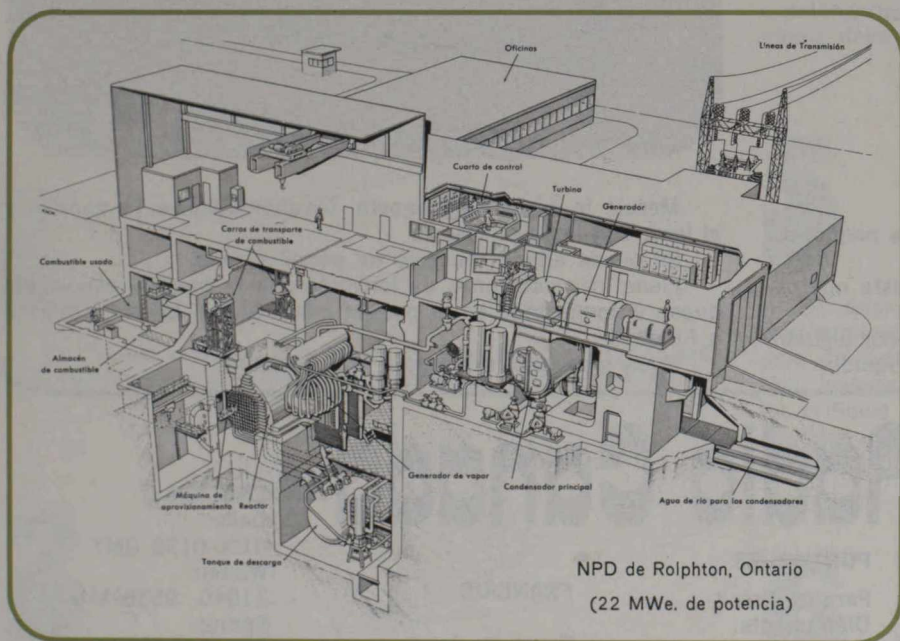 Oficinas
Líneas de Transmisión
Cuarto de control
Turbina
Generador
Carros de transporte
de combustible
Combustible usado
Almacén
de combustible
Máquina de
aprovisionamiento
Reactor
Generador de vapor
Condensador principal
Agua de río para los condensadores
Tanque de descarga
NPD de Rolphton, Ontario
(22 MWe. de potencia)